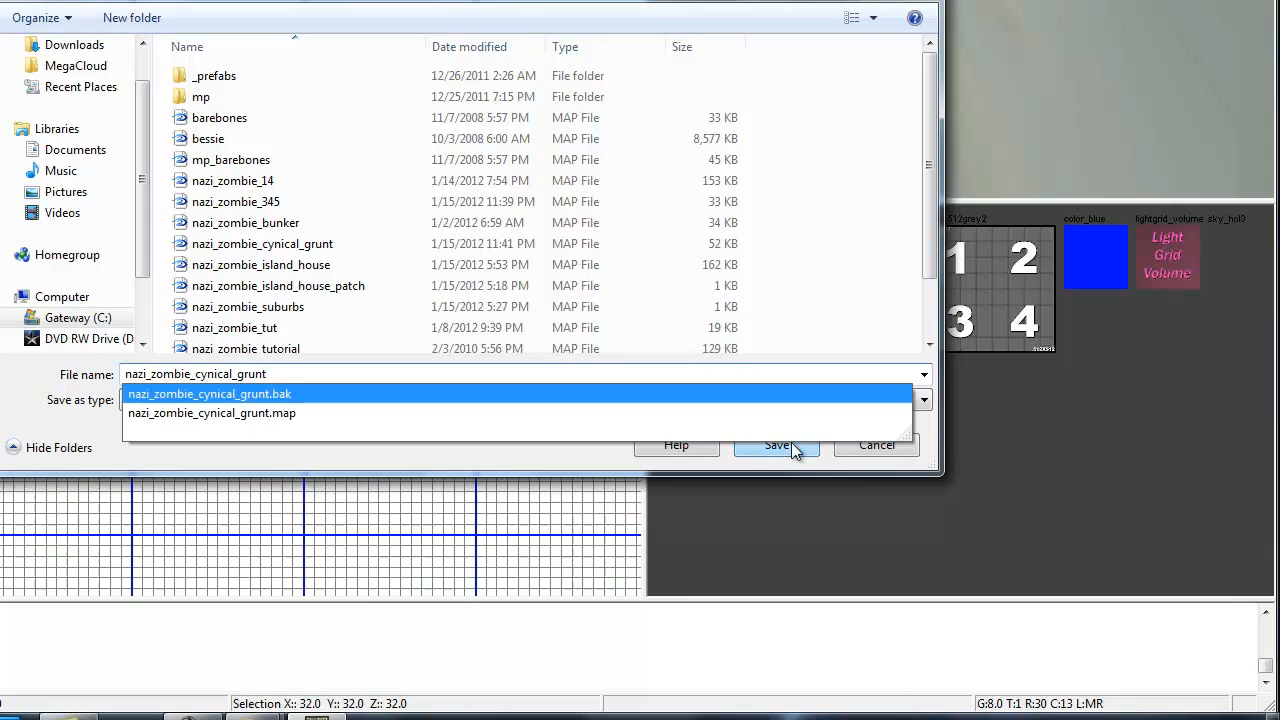 Organize New folder
Name Date modified Type Size
Downloads
MegaCloud
Recent Places
Libraries
Documents
Music
Pictures
Videos
Homegroup
Computer
Gateway (C:)
DVD RW Drive (D
_prefabs 12/26/2011 2:26 AM File folder
mp 12/25/2011 7:15 PM File folder
barebones 11/7/2008 5:57 PM MAP File 33 KB
bessie 10/3/2008 6:00 AM MAP File 8,577 KB
mp_barebones 11/7/2008 5:57 PM MAP File 45 KB
nazi_zombie_14 1/14/2012 7:54 PM MAP File 153 KB
nazi_zombie_345 1/15/2012 11:39 PM MAP File 33 KB
nazi_zombie_bunker 1/2/2012 6:59 AM MAP File 34 KB
nazi_zombie_cynical_grunt 1/15/2012 11:41 PM MAP File 52 KB
nazi_zombie_island_house 1/15/2012 5:53 PM MAP File 162 KB
nazi_zombie_island_house_patch 1/15/2012 5:18 PM MAP File 1 KB
nazi_zombie_suburbs 1/15/2012 5:27 PM MAP File 1 KB
nazi_zombie_tut 1/8/2012 9:39 PM MAP File 19 KB
nazi_zombie_tutorial 2/3/2010 5:56 PM MAP File 129 KB
File name: nazi_zombie_cynical_grunt
nazi_zombie_cynical_grunt.bak
Save as type:
nazi_zombie_cynical_grunt.map
Hide Folders Help Save Cancel
512grey2 color_blue lightgrid_volume sky_hol3
1 2
3 4
512X512
Light
Grid
Volume
Selection X:: 32.0 Y:: 32.0 Z:: 32.0 G:8.0 T:1 R:30 C:13 L:MR